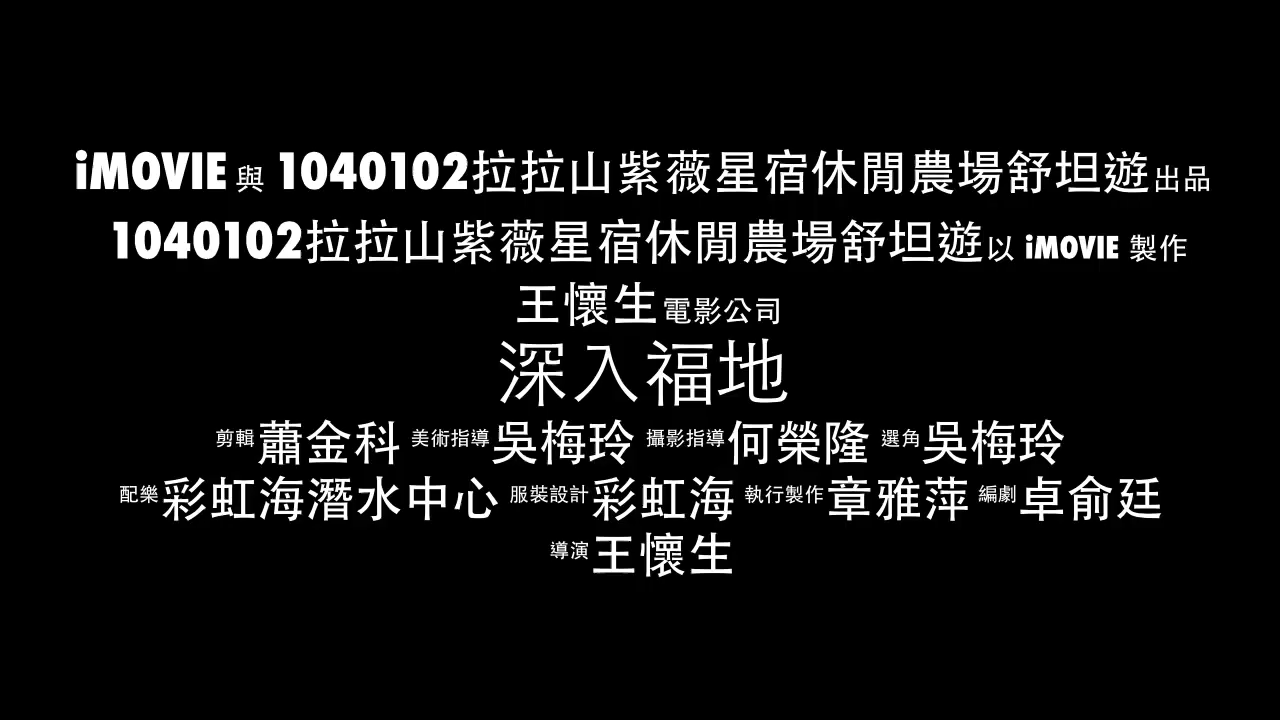 iMOVIE 與 1040102拉拉山紫薇星宿休閒農場舒坦遊出品
1040102拉拉山紫薇星宿休閒農場舒坦遊以 iMOVIE 製作
王懷生電影公司
深入福地
剪輯蕭金科 美術指導吳梅玲 攝影指導何榮隆 選角吳梅玲
配樂彩虹海潛水中心 服裝設計彩虹海 執行製作章雅萍 編劇卓俞廷
導演王懷生